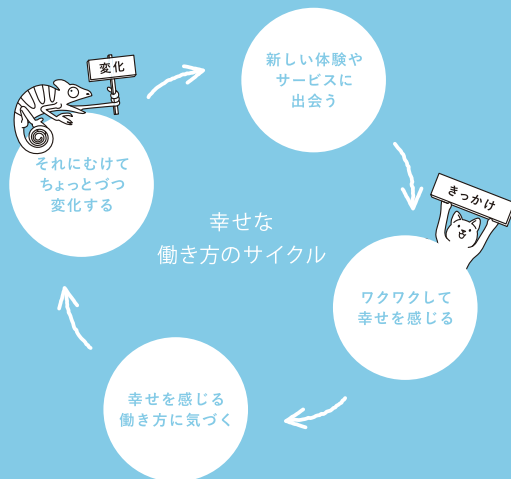 変化
新しい体験や
サービスに
出会う
きっかけ
それにむけて
ちょっとづつ
変化する
幸せな
働き方のサイクル
ワクワクして
幸せを感じる
幸せを感じる
働き方に気づく